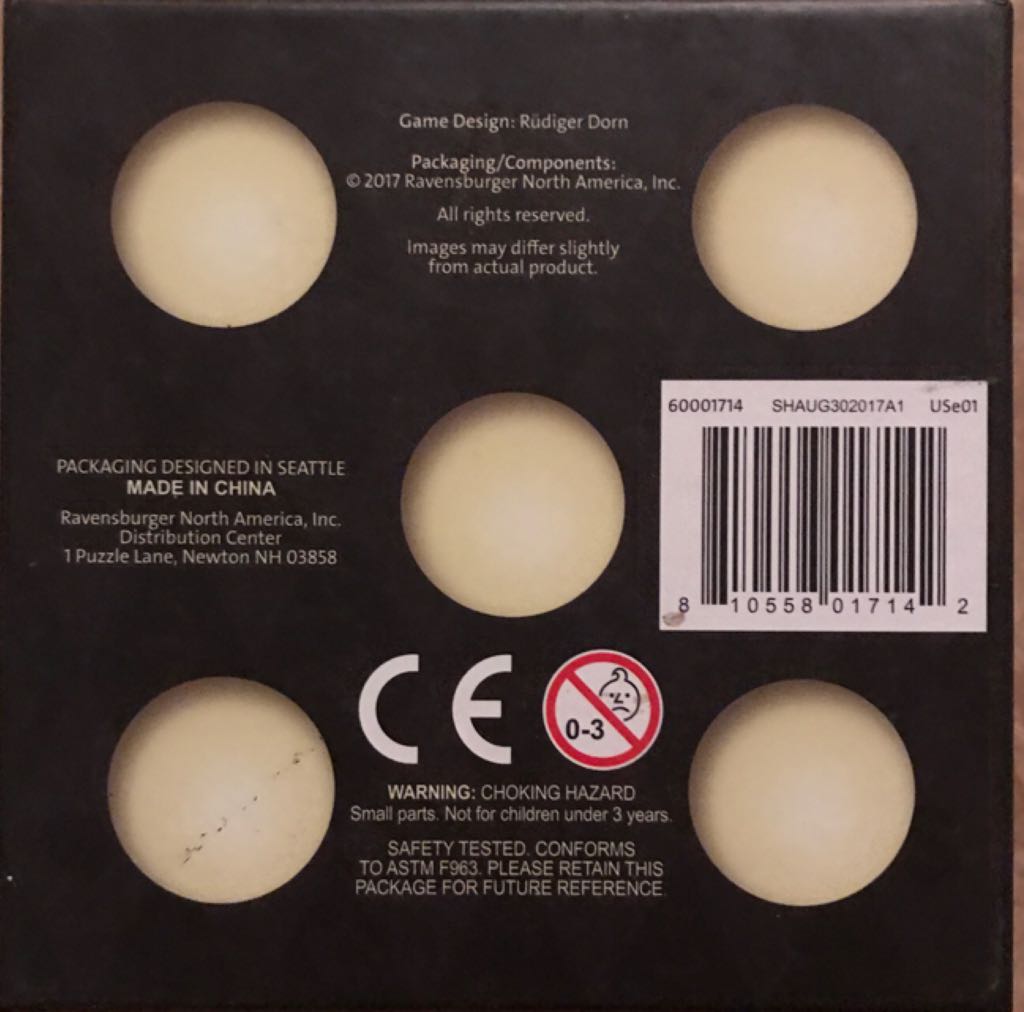 Game Design: Rüdiger Dorn
Packaging/Components:
© 2017 Ravensburger North America, Inc.
All rights reserved.
Images may differ slightly
from actual product.
60001714 SHAUG302017A1 USe01
8 10558 01714 2
PACKAGING DESIGNED IN SEATTLE
MADE IN CHINA
Ravensburger North America, Inc.
Distribution Center
1 Puzzle Lane, Newton NH 03858
CE
0-3
WARNING: CHOKING HAZARD
Small parts. Not for children under 3 years.
SAFETY TESTED. CONFORMS
TO ASTM F963. PLEASE RETAIN THIS
PACKAGE FOR FUTURE REFERENCE.